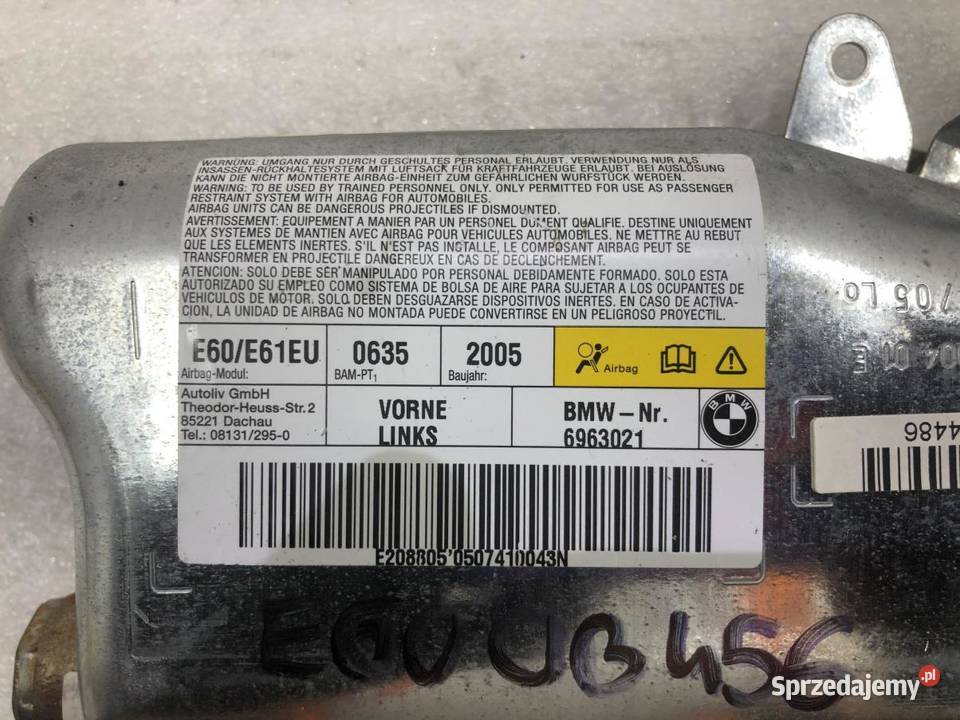 WARNUNG: UMGANG NUR DURCH GESCHULTES PERSONAL ERLAUBT. VERWENDUNG NUR ALS
INSASSEN-RÜCKHALTESYSTEM MIT LUFTSACK FÜR KRAFTFAHRZEUGE ERLAUBT. BEI AUSLÖSUNG
KANN DIE NICHT MONTIERTE AIRBAG-EINHEIT ZUM GEFÄHRLICHEN WURFSTÜCK WERDEN.
WARNING: TO BE USED BY TRAINED PERSONNEL ONLY. ONLY PERMITTED FOR USE AS PASSENGER
RESTRAINT SYSTEM WITH AIRBAG FOR AUTOMOBILES.
AIRBAG UNITS CAN BE DANGEROUS PROJECTILES IF DISMOUNTED.
AVERTISSEMENT: EQUIPEMENT A MANIER PAR UN PERSONEL DUMENT QUALIFIE. DESTINE UNIQUEMENT
AUX SYSTEMES DE MANTIEN AVEC AIRBAG POUR VEHICULES AUTOMOBILES. NE METTRE AU REBUT
QUE LES ELEMENTS INERTES. S'IL N'EST PAS INSTALLE, LE COMPOSANT AIRBAG PEUT SE
TRANSFORMER EN PROJECTILE DANGEREUX EN CAS DE DECLENCHEMENT.
ATENCION: SOLO DEBE SER MANIPULADO POR PERSONAL DEBIDAMENTE FORMADO. SOLO ESTA
AUTORIZADO SU EMPLEO COMO SISTEMA DE BOLSA DE AIRE PARA SUJETAR A LOS OCUPANTES DE
VEHICULOS DE MOTOR. SOLO DEBEN DESGUAZARSE DISPOSITIVOS INERTES. EN CASO DE ACTIVA-
CION, LA UNIDAD DE AIRBAG NO MONTADA PUEDE CONVERTIRSE EN UN PELIGROSO PROYECTIL.
E60/E61EU 0635 2005
Airbag-Modul: BAM-PT1 Baujahr: Airbag
Autoliv GmbH
Theodor-Heuss-Str.2
85221 Dachau
Tel.: 08131/295-0
VORNE
LINKS
BMW–Nr.
6963021
BMW
E208805'0507410043N
4486
705 Lo
Sprzedajemy.pl